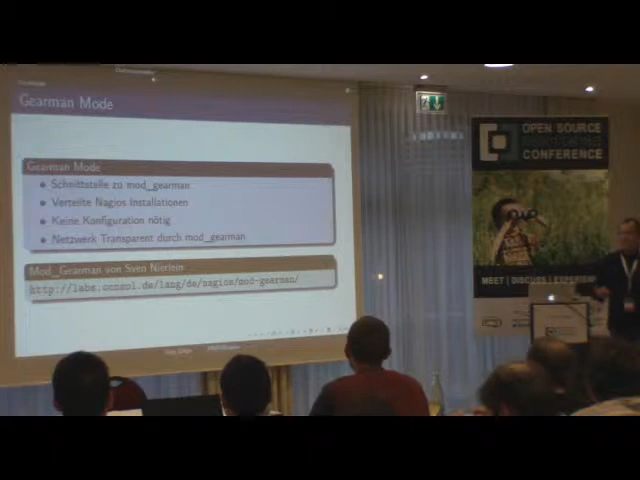 Gearman Mode
Gearman Mode
Schnittstelle zu mod_gearman
Verteilte Nagios Installationen
Keine Konfiguration nötig
Netzwerk Transparent durch mod_gearman
Mod_Gearman von Sven Nierlein
http://labs.consol.de/lang/de/nagios/mod-gearman/
OPEN SOURCE
MONITORING
CONFERENCE
MEET | DISCUSS |